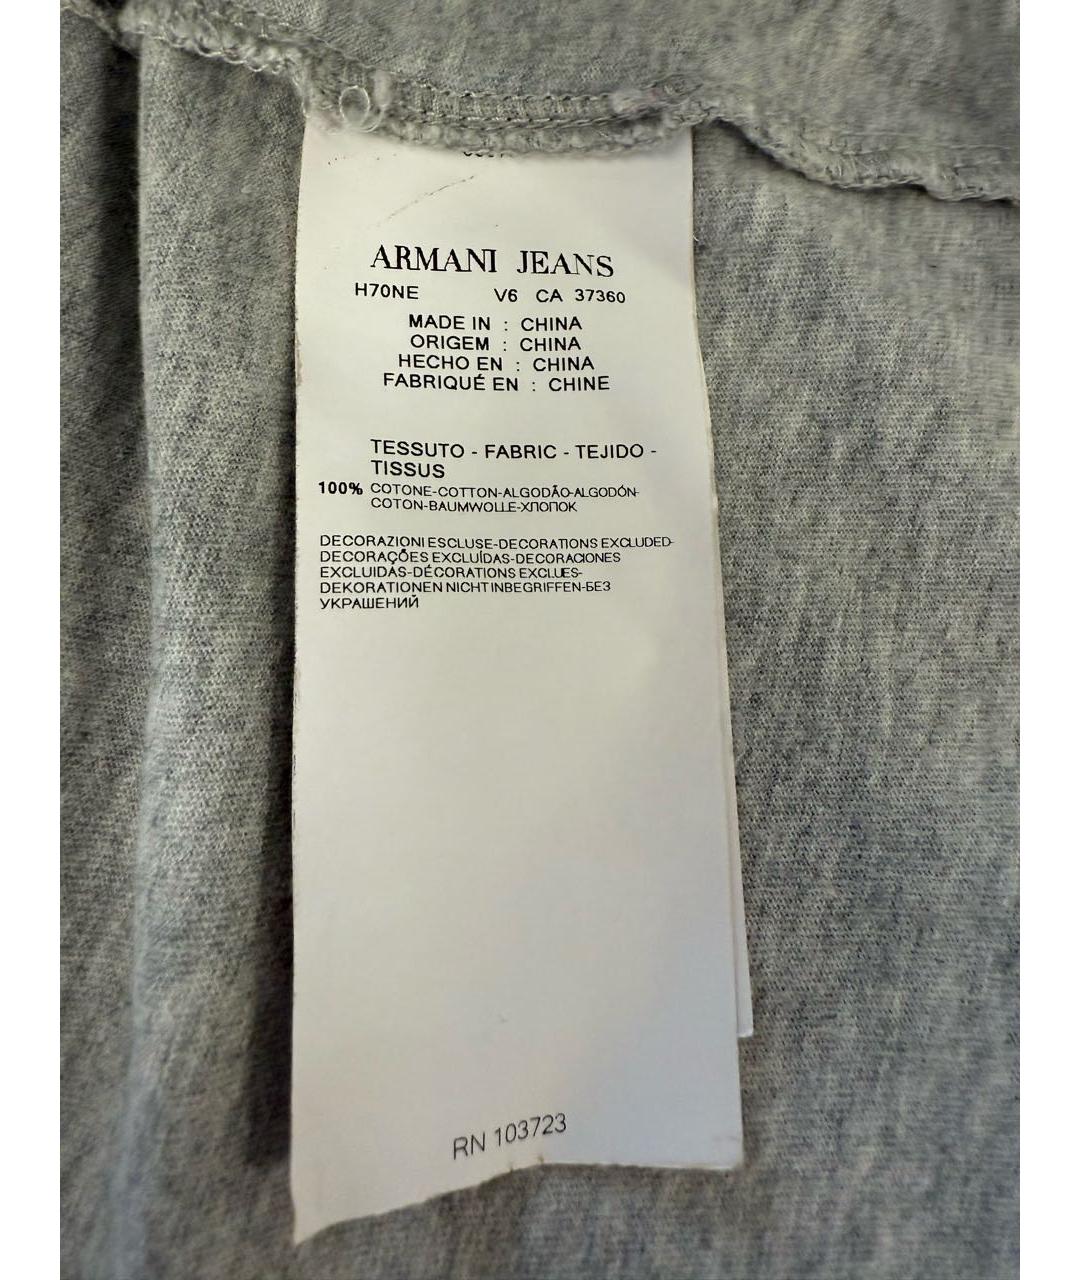 ARMANI JEANS
H70NE V6 CA 37360
MADE IN : CHINA
ORIGEM : CHINA
HECHO EN : CHINA
FABRIQUÉ EN : CHINE
TESSUTO - FABRIC - TEJIDO -
TISSUS
100% COTONE-COTTON-ALGODÃO-ALGODÓN-
COTON-BAUMWOLLE-ХЛОПОК
DECORAZIONI ESCLUSE-DECORATIONS EXCLUDED-
DECORAÇÕES EXCLUÍDAS-DECORACIONES
EXCLUIDAS-DÉCORATIONS EXCLUES-
DEKORATIONEN NICHT INBEGRIFFEN-БЕЗ
УКРАШЕНИЙ
RN 103723